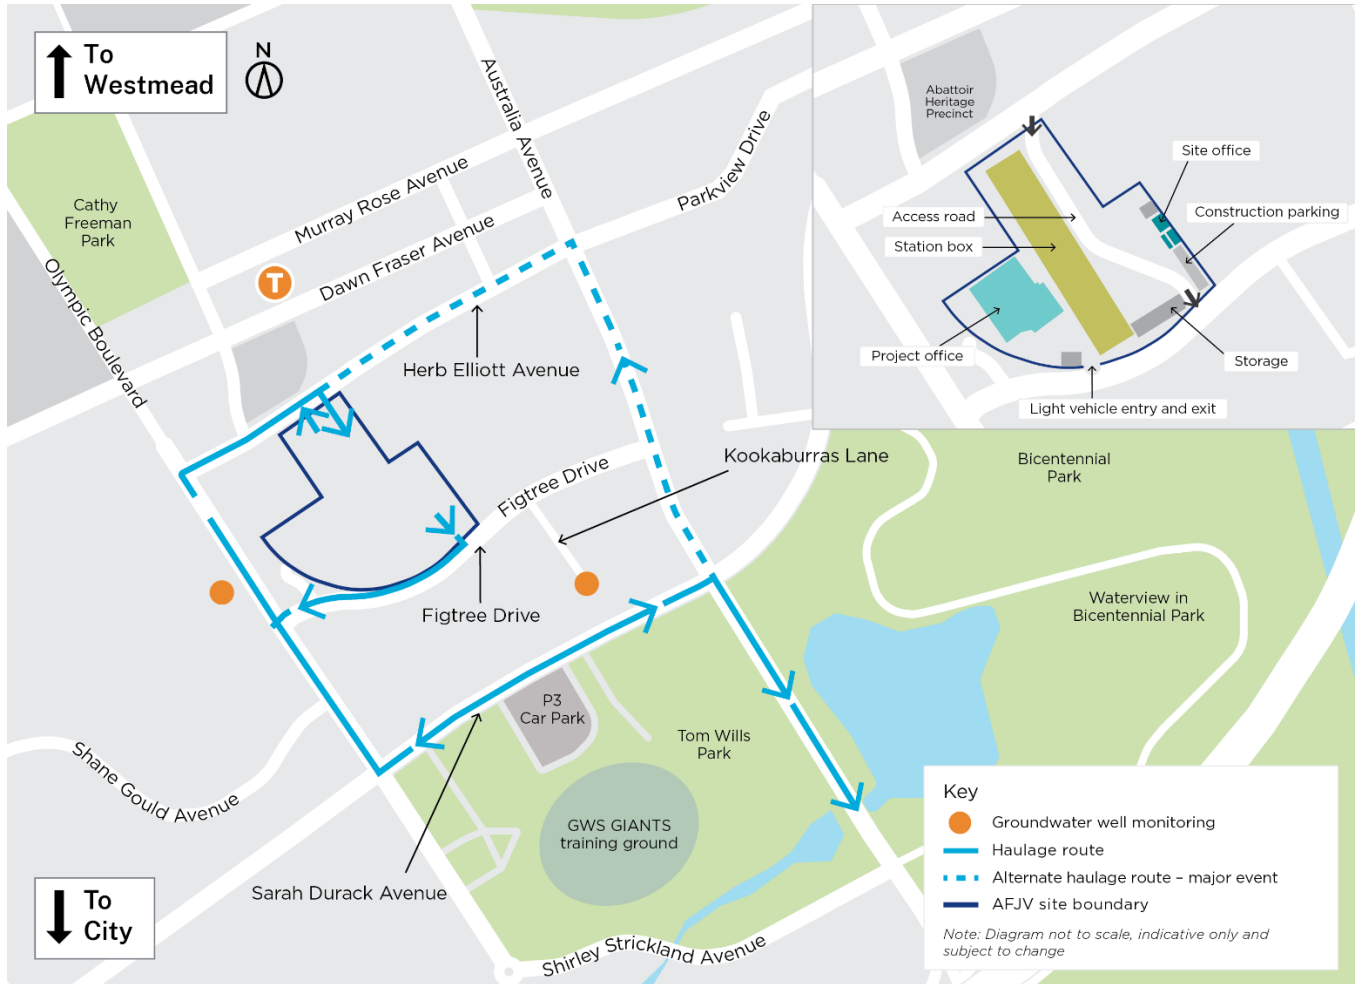 To
Westmead
N
Australia Avenue
Murray Rose Avenue
Parkview Drive
Cathy
Freeman
Park
Dawn Fraser Avenue
T
Olympic Boulevard
Herb Elliott Avenue
Kookaburras Lane
Figtree Drive
Figtree Drive
Bicentennial
Park
Waterview in
Bicentennial Park
P3
Car Park
Tom Wills
Park
Shane Gould Avenue
GWS GIANTS
training ground
Sarah Durack Avenue
Shirley Strickland Avenue
To
City
Abattoir
Heritage
Precinct
Site office
Construction parking
Access road
Station box
Project office
Storage
Light vehicle entry and exit
Key
Groundwater well monitoring
Haulage route
Alternate haulage route – major event
AFJV site boundary
Note: Diagram not to scale, indicative only and
subject to change